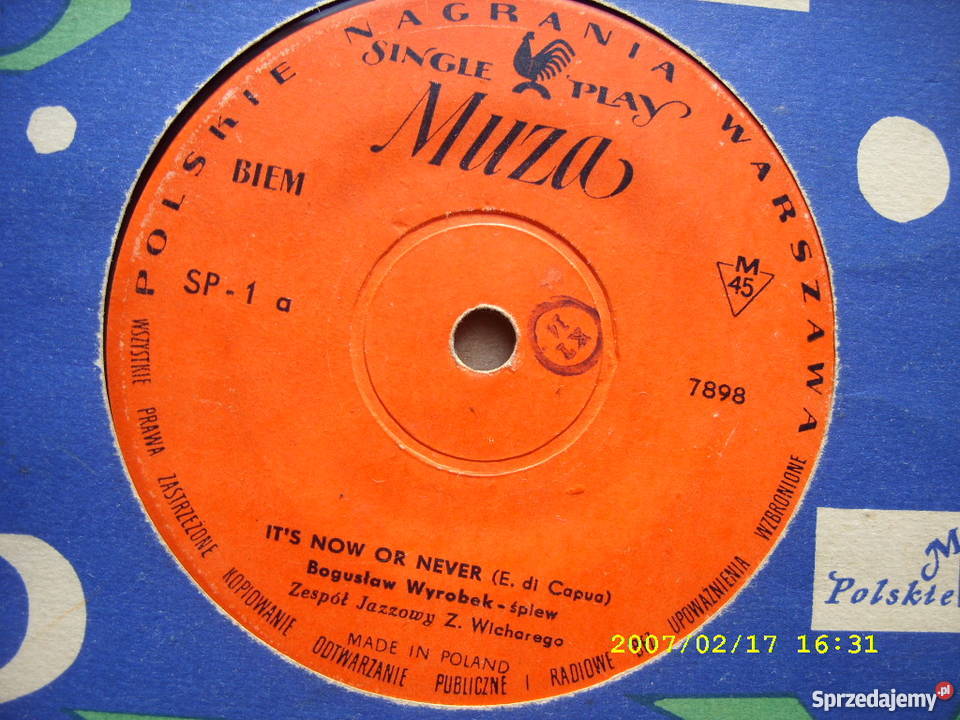 POLSKIE NAGRANIA WARSZAWA
SINGLE PLAY
Muza
BIEM
SP-1 a
M
45
7898
IT'S NOW OR NEVER (E. di Capua)
Bogusław Wyrobek - śpiew
Zespół Jazzowy Z. Wicharego
MADE IN POLAND
WSZYSTKIE PRAWA ZASTRZEŻONE KOPIOWANIE ODTWARZANIE PUBLICZNE I RADIOWE UPOWAŻNIENIA WZBRONIONE
M
Polskie
2007/02/17 16:31
Sprzedajemy.pl